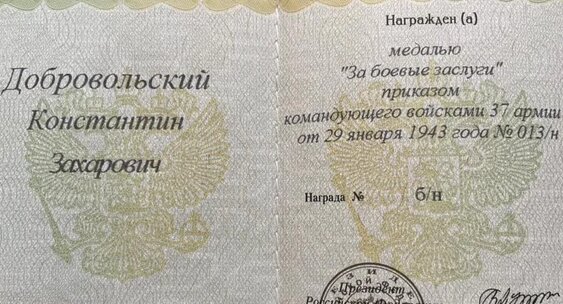 Добровольский
Константин
Захарович
Награжден (а)
медалью
"За боевые заслуги"
приказом
командующего войсками 37 армии
от 29 января 1943 года № 013/н
Награда № б/н
Президент